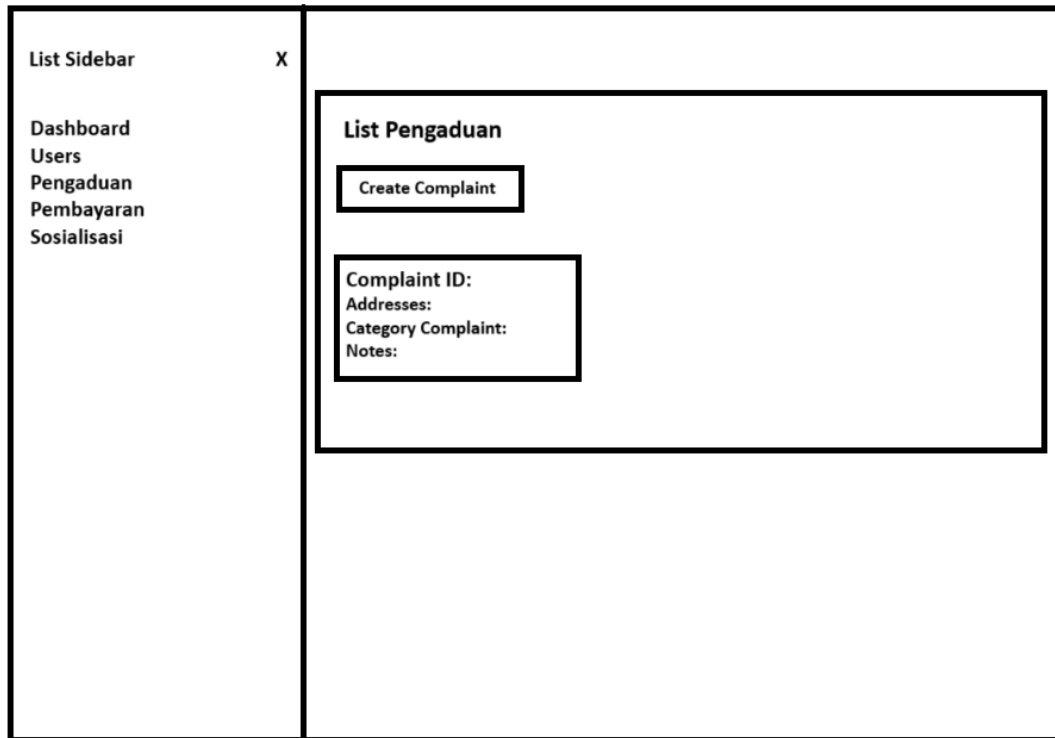 List Sidebar X
Dashboard
Users
Pengaduan
Pembayaran
Sosialisasi
List Pengaduan
Create Complaint
Complaint ID:
Addresses:
Category Complaint:
Notes: